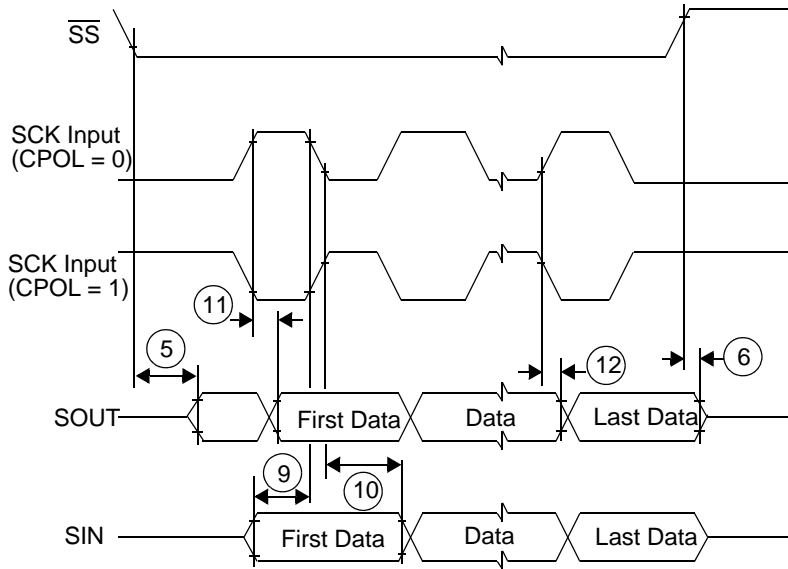 SS
SCK Input
(CPOL = 0)
SCK Input
(CPOL = 1)
11
5
12
6
SOUT
First Data
Data
Last Data
9
10
SIN
First Data
Data
Last Data